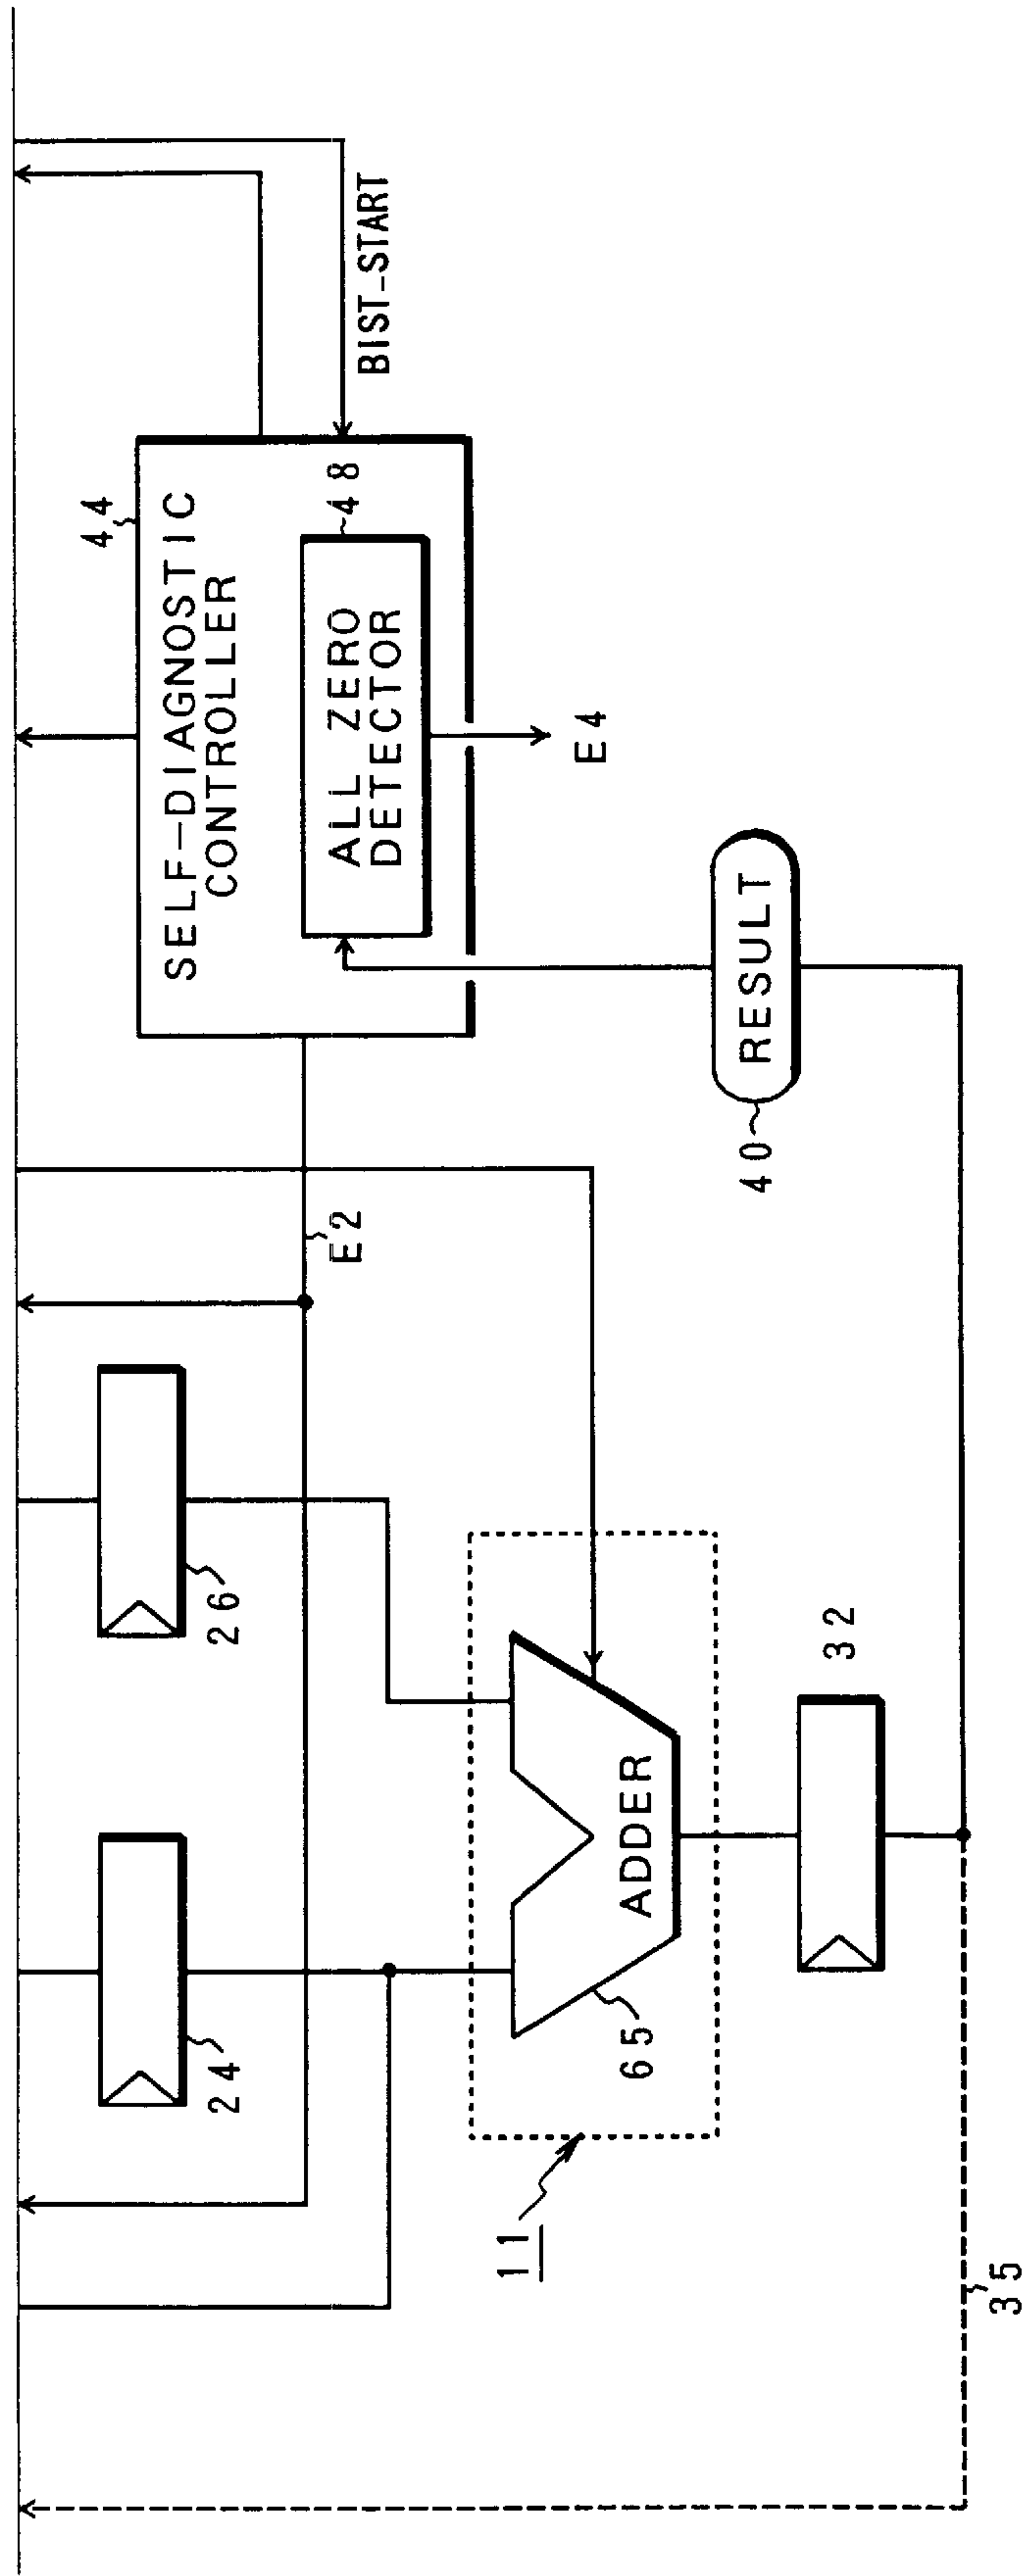 24
26
E2
44
SELF-DIAGNOSTIC
CONTROLLER
BIST-START
48
ALL ZERO
DETECTOR
E4
11
65
ADDER
32
40
RESULT
35